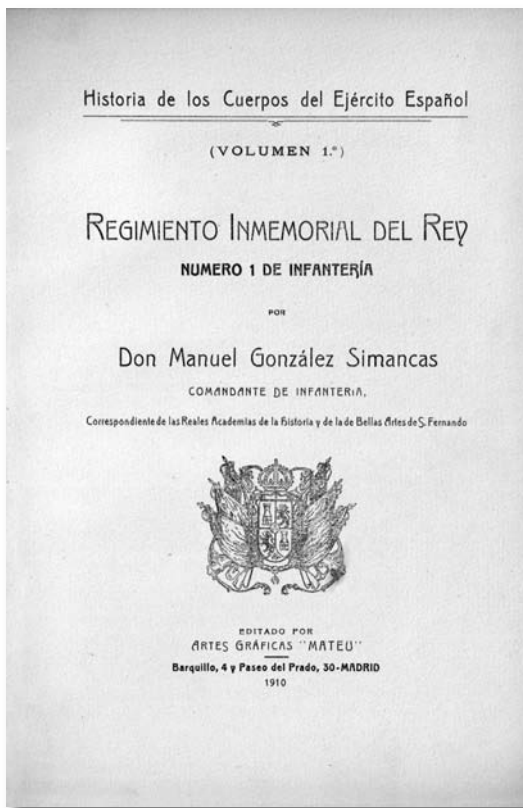 Historia de los Cuerpos del Ejército Español
(VOLUMEN 1.º)
REGIMIENTO INMEMORIAL DEL REY
NUMERO 1 DE INFANTERÍA
POR
Don Manuel González Simancas
COMANDANTE DE INFANTERIA,
Correspondiente de las Reales Academias de la Historia y de la de Bellas Artes de S. Fernando
EDITADO POR
ARTES GRÁFICAS "MATEU"
Barquillo, 4 y Paseo del Prado, 30-MADRID
1910